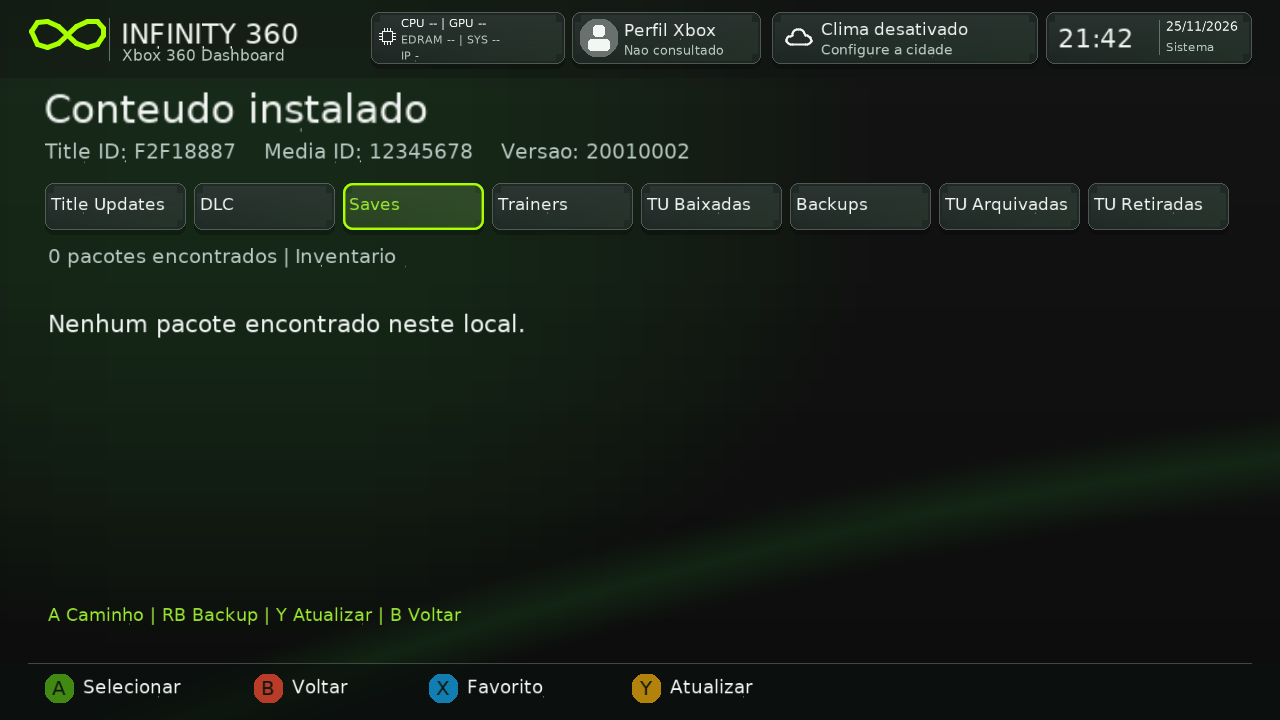 INFINITY 360
Xbox 360 Dashboard
CPU -- | GPU --
EDRAM -- | SYS --
IP -
Perfil Xbox
Nao consultado
Clima desativado
Configure a cidade
21:42
25/11/2026
Sistema
Conteudo instalado
Title ID: F2F18887 Media ID: 12345678 Versao: 20010002
Title Updates
DLC
Saves
Trainers
TU Baixadas
Backups
TU Arquivadas
TU Retiradas
0 pacotes encontrados | Inventario
Nenhum pacote encontrado neste local.
A Caminho | RB Backup | Y Atualizar | B Voltar
A Selecionar
B Voltar
X Favorito
Y Atualizar